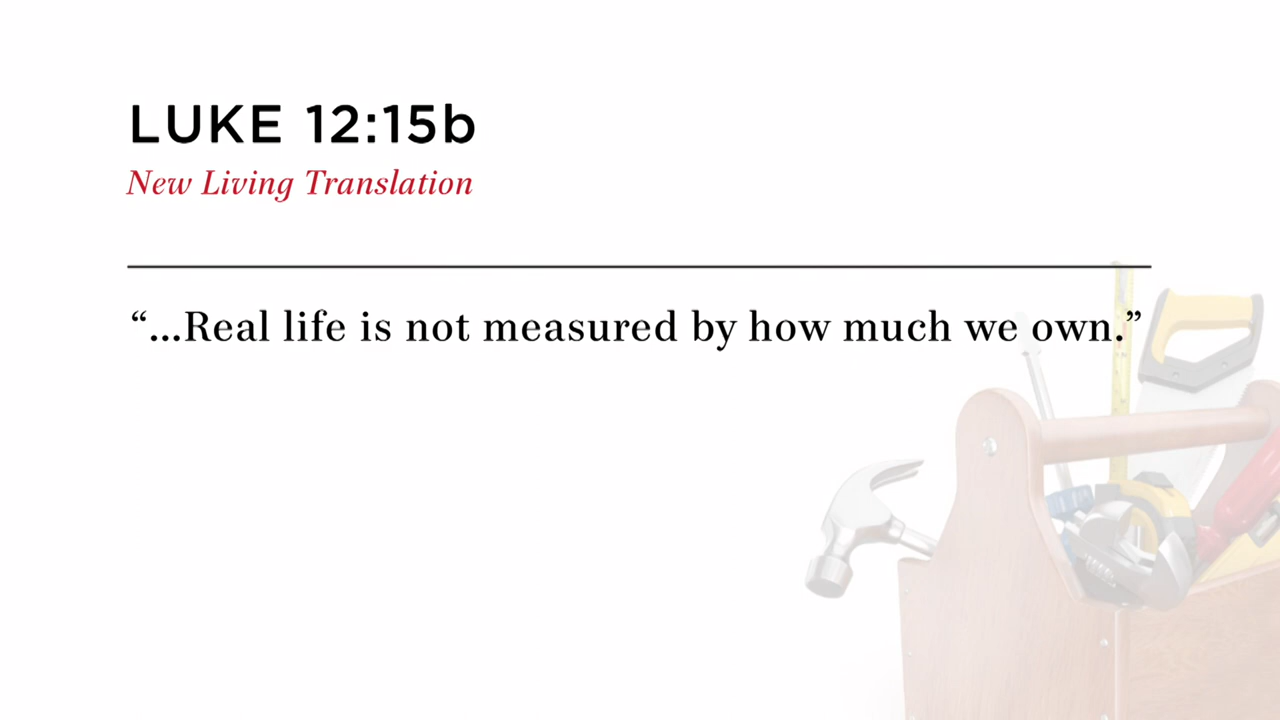 LUKE 12:15b
New Living Translation
“...Real life is not measured by how much we own.”